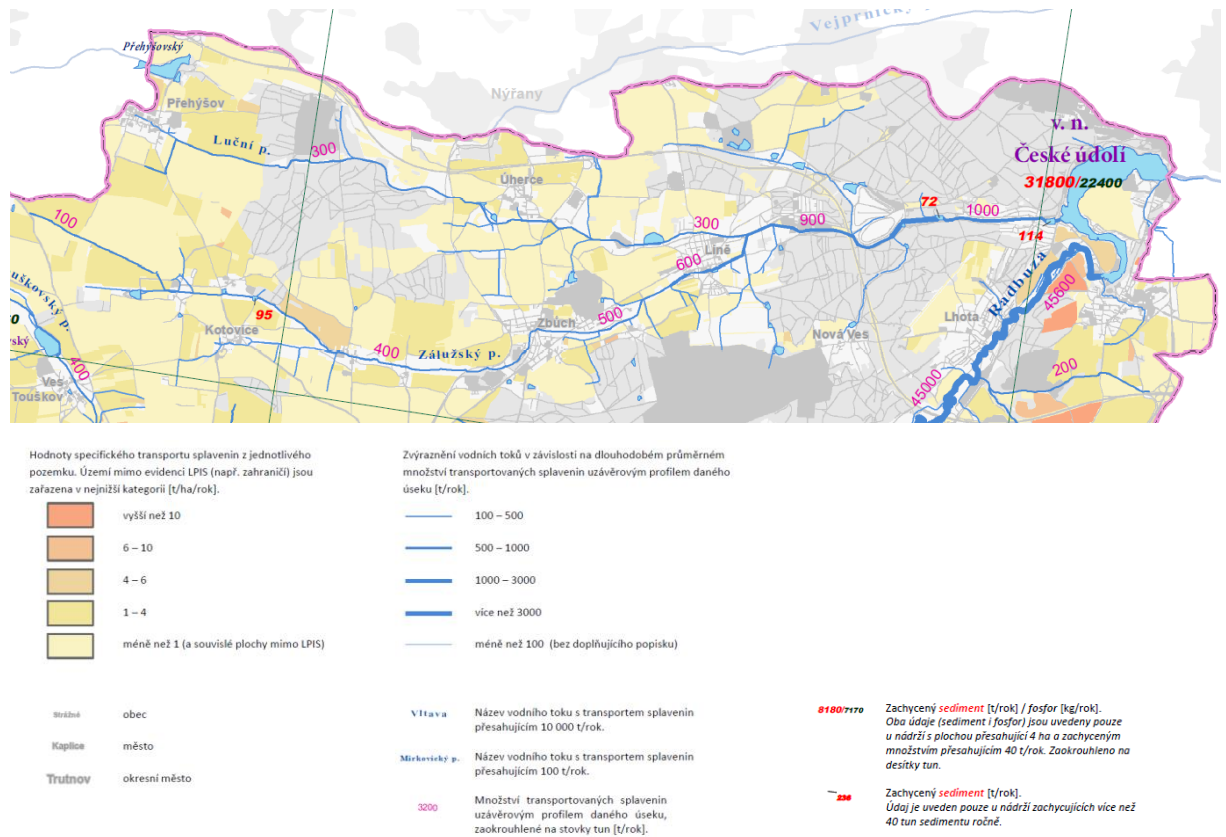 Vejprnický
Přehýšovský
Nýřany
Přehýšov
v. n.
Luční p.
300
České údolí
Úherce
31800/22400
72
100
300
900
1000
Líně
114
600
Radbuza
45600
95
500
Lhota
Kotovice
Zbůch
Nová Ves
400
Zálužský p.
200
400
45000
Ves
Touškov
Hodnoty specifického transportu splavenin z jednotlivého
pozemku. Území mimo evidenci LPIS (např. zahraničí) jsou
zařazena v nejnižší kategorii [t/ha/rok].
vyšší než 10
6 – 10
4 – 6
1 – 4
méně než 1 (a souvislé plochy mimo LPIS)
Zvýraznění vodních toků v závislosti na dlouhodobém průměrném
množství transportovaných splavenin uzávěrovým profilem daného
úseku [t/rok].
100 – 500
500 – 1000
1000 – 3000
více než 3000
méně než 100 (bez doplňujícího popisku)
Strážné obec
Kaplice město
Trutnov okresní město
Vltava Název vodního toku s transportem splavenin
přesahujícím 10 000 t/rok.
Mirkovický p. Název vodního toku s transportem splavenin
přesahujícím 100 t/rok.
3200 Množství transportovaných splavenin
uzávěrovým profilem daného úseku,
zaokrouhlené na stovky tun [t/rok].
8180/7170 Zachycený sediment [t/rok] / fosfor [kg/rok].
Oba údaje (sediment i fosfor) jsou uvedeny pouze
u nádrží s plochou přesahující 4 ha a zachyceným
množstvím přesahujícím 40 t/rok. Zaokrouhleno na
desítky tun.
236 Zachycený sediment [t/rok].
Údaj je uveden pouze u nádrží zachycujících více než
40 tun sedimentu ročně.